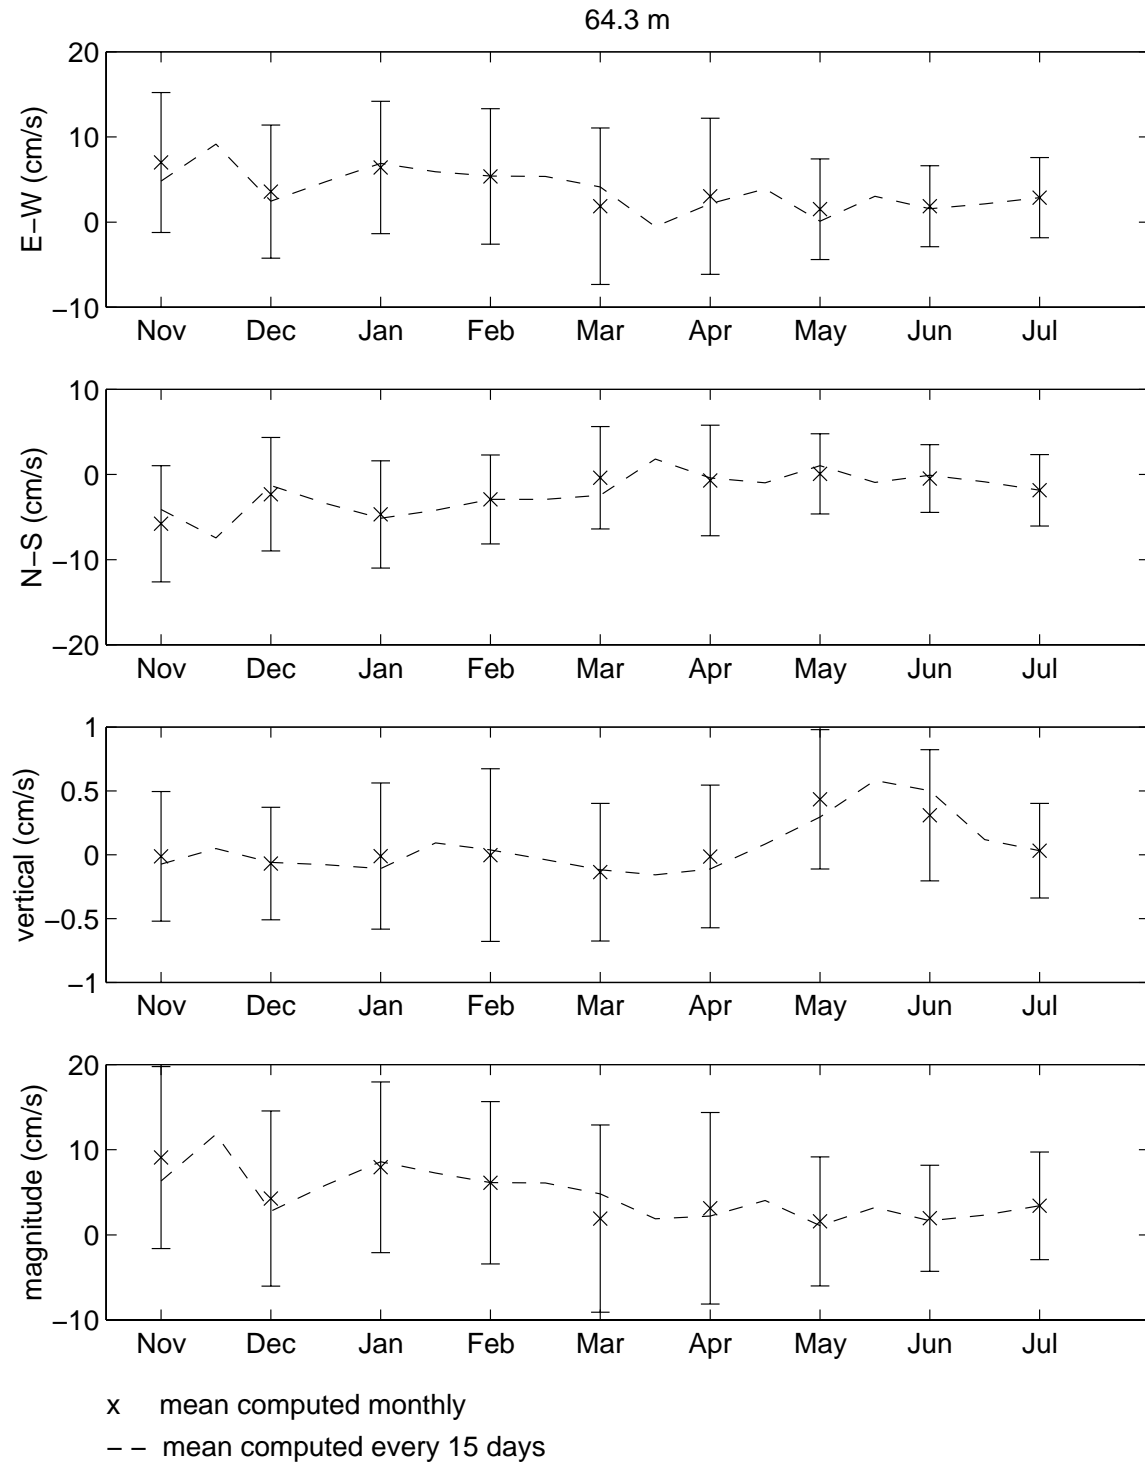 64.3 m
20
10
0
−10
E−W (cm/s)
Nov Dec Jan Feb Mar Apr May Jun Jul
10
0
−10
−20
N−S (cm/s)
Nov Dec Jan Feb Mar Apr May Jun Jul
1
0.5
0
−0.5
−1
vertical (cm/s)
Nov Dec Jan Feb Mar Apr May Jun Jul
20
10
0
−10
magnitude (cm/s)
Nov Dec Jan Feb Mar Apr May Jun Jul
x mean computed monthly
− − mean computed every 15 days